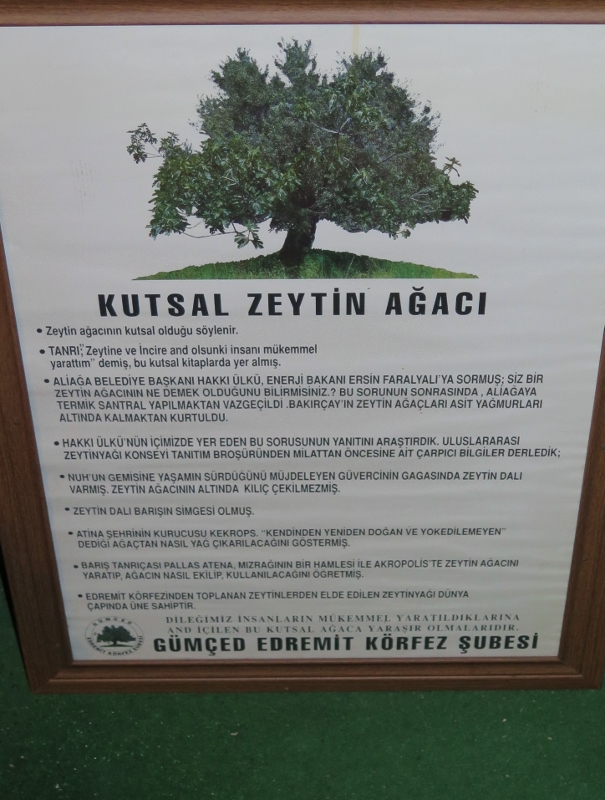 KUTSAL ZEYTİN AĞACI
• Zeytin ağacının kutsal olduğu söylenir.
• TANRI; Zeytine ve İncire and olsunki insanı mükemmel
yarattım" demiş, bu kutsal kitaplarda yer almış.
• ALİAĞA BELEDİYE BAŞKANI HAKKI ÜLKÜ, ENERJİ BAKANI ERSİN FARALYALI'YA SORMUŞ; SİZ BİR
ZEYTİN AĞACININ NE DEMEK OLDUĞUNU BİLİRMİSİNİZ.? BU SORUNUN SONRASINDA , ALİAĞAYA
TERMİK SANTRAL YAPILMAKTAN VAZGEÇİLDİ .BAKIRÇAY'IN ZEYTİN AĞAÇLARI ASİT YAĞMURLARI
ALTINDA KALMAKTAN KURTULDU.
• HAKKI ÜLKÜ'NÜN İÇİMİZDE YER EDEN BU SORUSUNUN YANITINI ARAŞTIRDIK. ULUSLARARASI
ZEYTİNYAĞI KONSEYİ TANITIM BROŞÜRÜNDEN MİLATTAN ÖNCESİNE AİT ÇARPICI BİLGİLER DERLEDİK;
• NUH'UN GEMİSİNE YAŞAMIN SÜRDÜĞÜNÜ MÜJDELEYEN GÜVERCİNİN GAGASINDA ZEYTİN DALI
VARMIŞ. ZEYTİN AĞACININ ALTINDA KILIÇ ÇEKİLMEZMİŞ.
• ZEYTİN DALI BARIŞIN SİMGESİ OLMUŞ.
• ATİNA ŞEHRİNİN KURUCUSU KEKROPS. "KENDİNDEN YENİDEN DOĞAN VE YOKEDİLEMEYEN"
DEDİĞİ AĞAÇTAN NASIL YAG ÇIKARILACAĞINI GÖSTERMİŞ.
• BARIŞ TANRIÇASI PALLAS ATENA, MIZRAĞININ BİR HAMLESİ İLE AKROPOLİS'TE ZEYTİN AĞACINI
YARATIP, AĞACIN NASIL EKİLİP, KULLANILACAĞINI ÖĞRETMİŞ.
• EDREMİT KÖRFEZİNDEN TOPLANAN ZEYTİNLERDEN ELDE EDİLEN ZEYTİNYAĞI DÜNYA
ÇAPINDA ÜNE SAHİPTİR.
DİLEĞİMİZ İNSANLARIN MÜKEMMEL YARATILDIKLARINA
AND İÇİLEN BU KUTSAL AĞACA YARAŞIR OLMALARIDIR.
GÜMÇED EDREMİT KÖRFEZ ŞUBESİ
GÜMÇED
EDREMİT KÖRFEZ ŞUBESİ